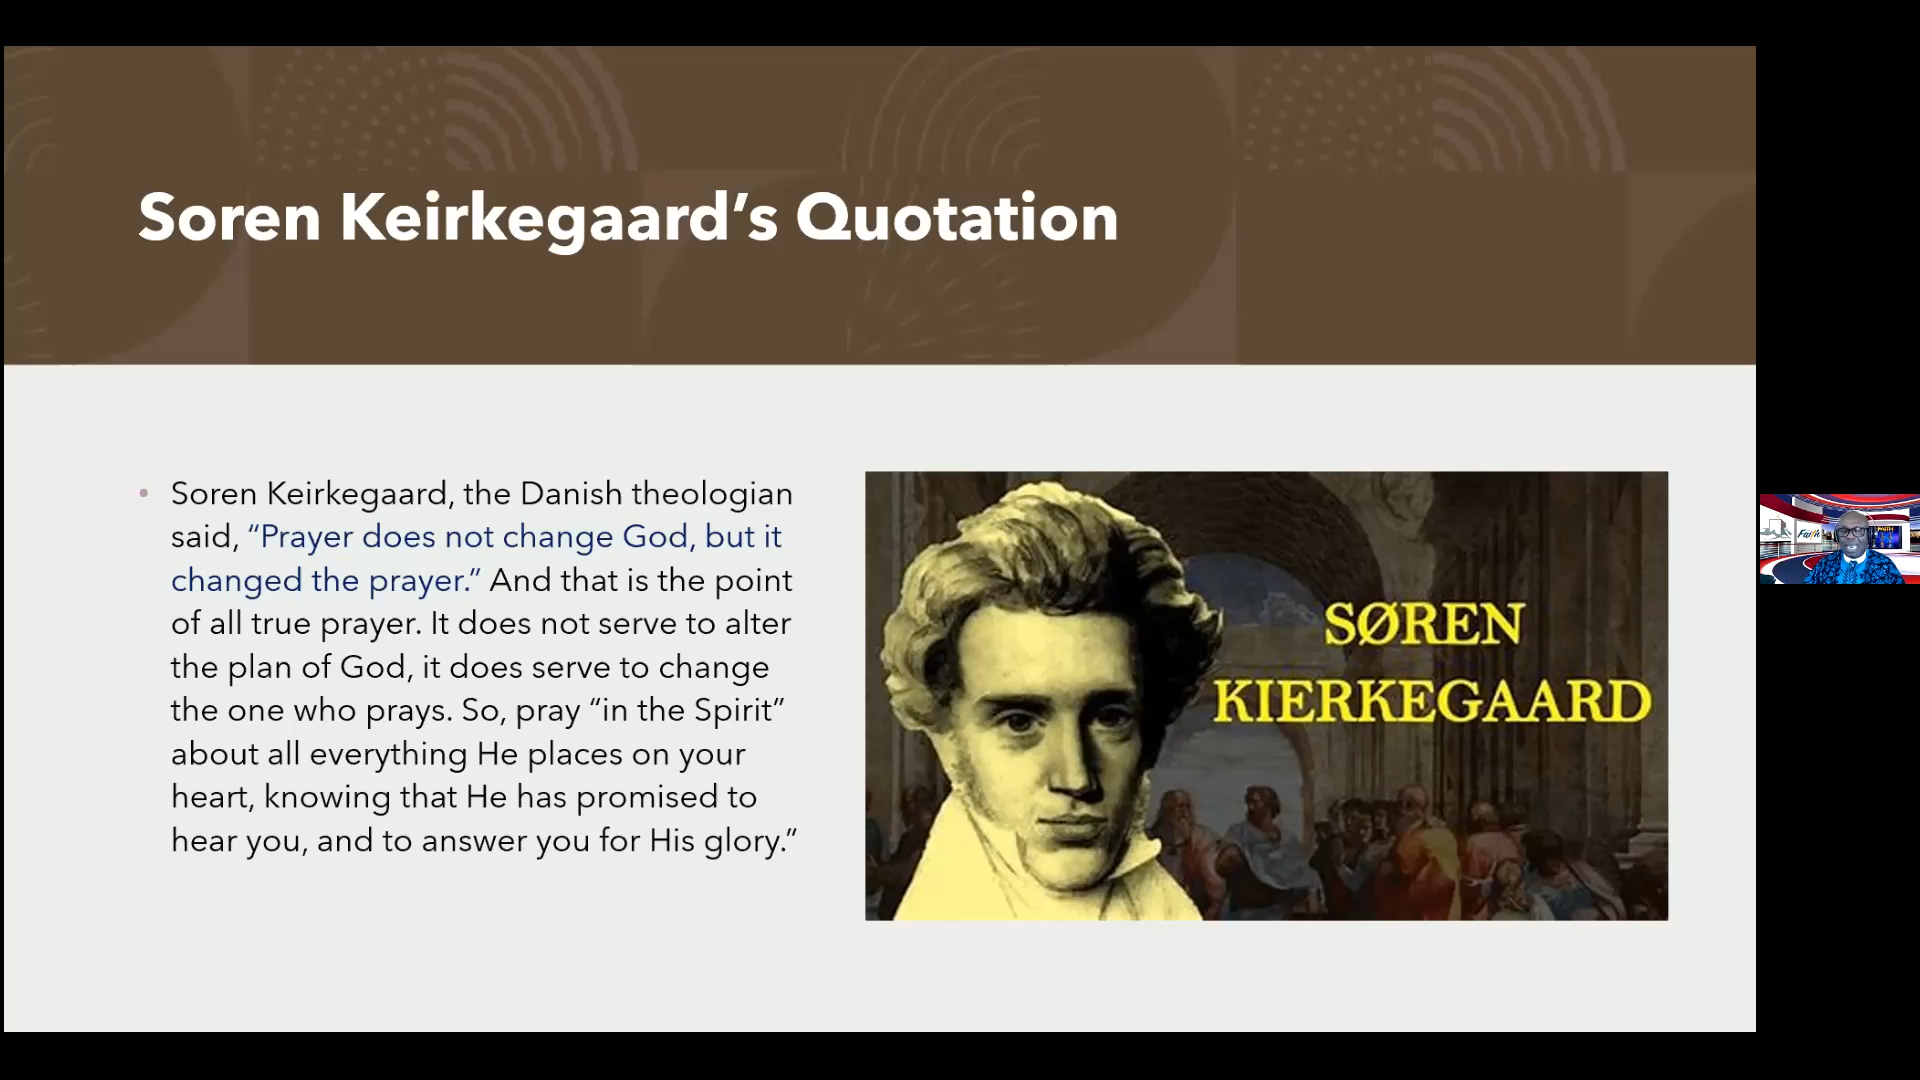 Soren Keirkegaard’s Quotation
• Soren Keirkegaard, the Danish theologian
said, “Prayer does not change God, but it
changed the prayer.” And that is the point
of all true prayer. It does not serve to alter
the plan of God, it does serve to change
the one who prays. So, pray “in the Spirit”
about all everything He places on your
heart, knowing that He has promised to
hear you, and to answer you for His glory.”
SØREN
KIERKEGAARD
Faith
FAITH